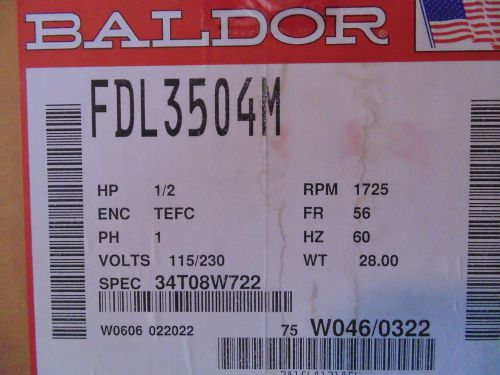 BALDOR
FDL3504M
HP 1/2 RPM 1725
ENC TEFC FR 56
PH 1 HZ 60
VOLTS 115/230 WT 28.00
SPEC 34T08W722
W0606 022022 75 W046/0322